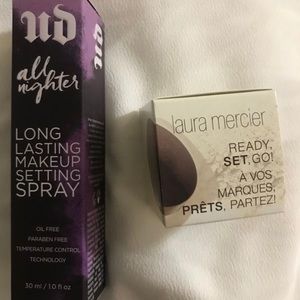 UD
all
nighter
LONG
LASTING
MAKEUP
SETTING
SPRAY
OIL FREE
PARABEN FREE
TEMPERATURE CONTROL
TECHNOLOGY
30 ml / 1.0 fl oz
laura mercier
READY,
SET, GO!
À VOS
MARQUES,
PRÊTS, PARTEZ!